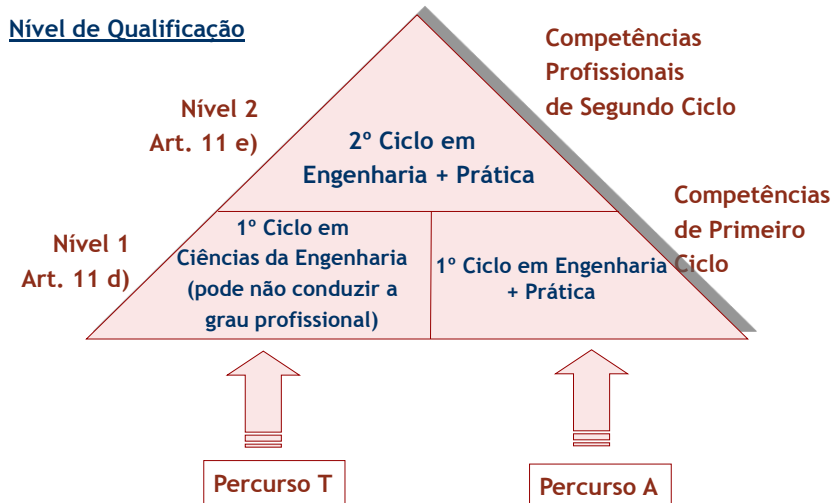 Nível de Qualificação
Competências
Profissionais
de Segundo Ciclo
Nível 2
Art. 11 e)
2º Ciclo em
Engenharia + Prática
Competências
de Primeiro
Ciclo
Nível 1
Art. 11 d)
1º Ciclo em
Ciências da Engenharia
(pode não conduzir a
grau profissional)
1º Ciclo em Engenharia
+ Prática
Percurso T
Percurso A